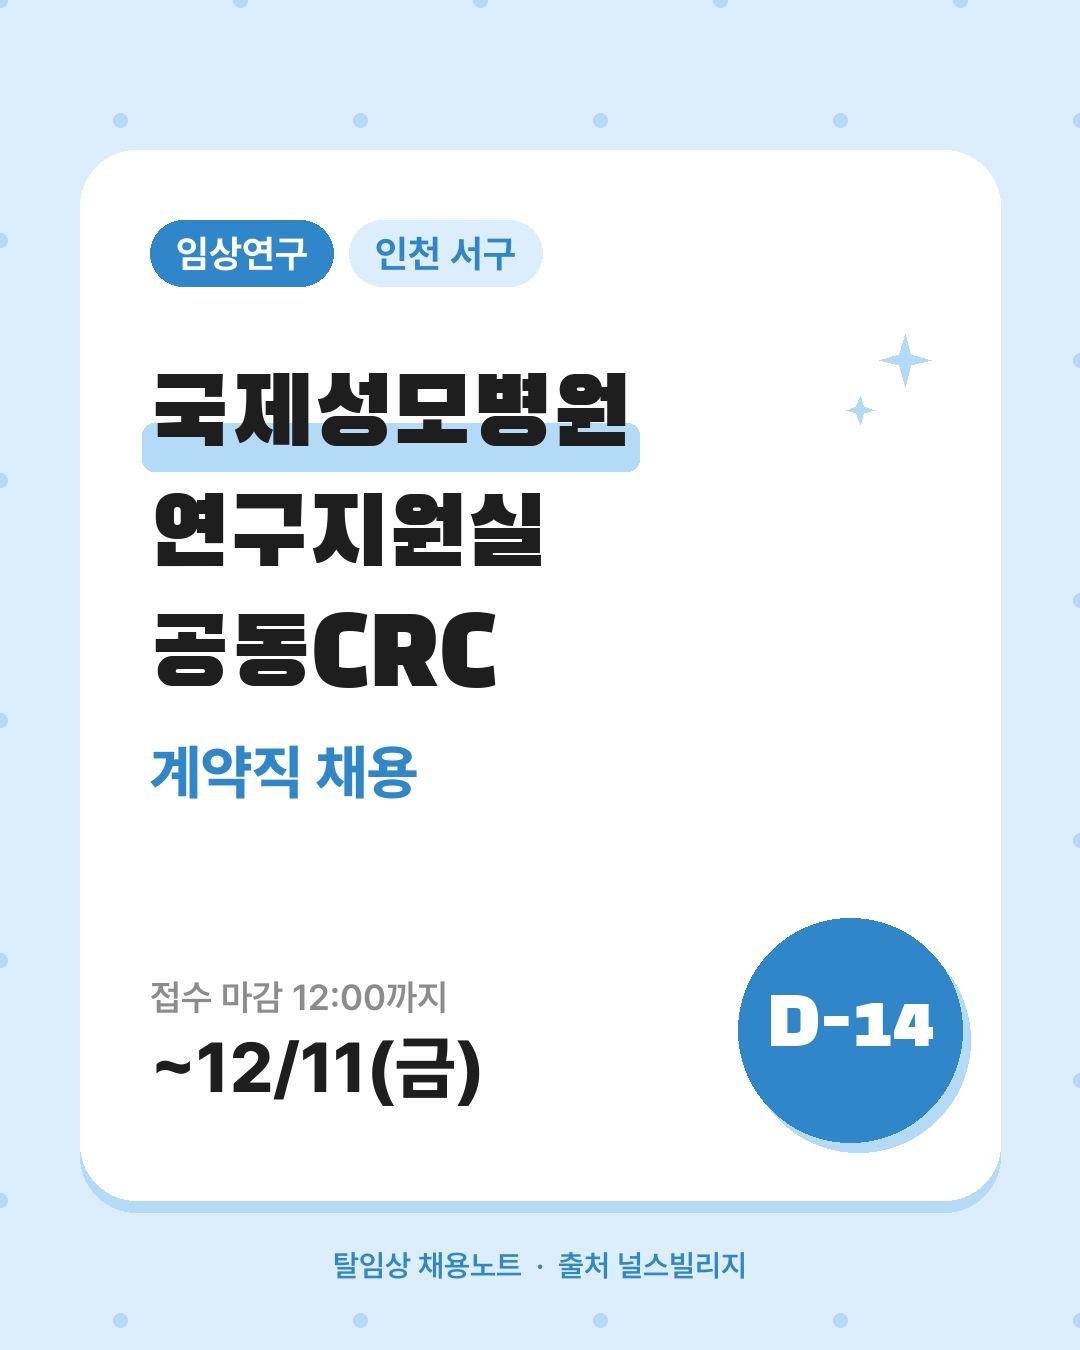 임상연구 인천 서구
국제성모병원
연구지원실
공동CRC
계약직 채용
접수 마감 12:00까지
~12/11(금)
D-14
탈임상 채용노트 · 출처 널스빌리지